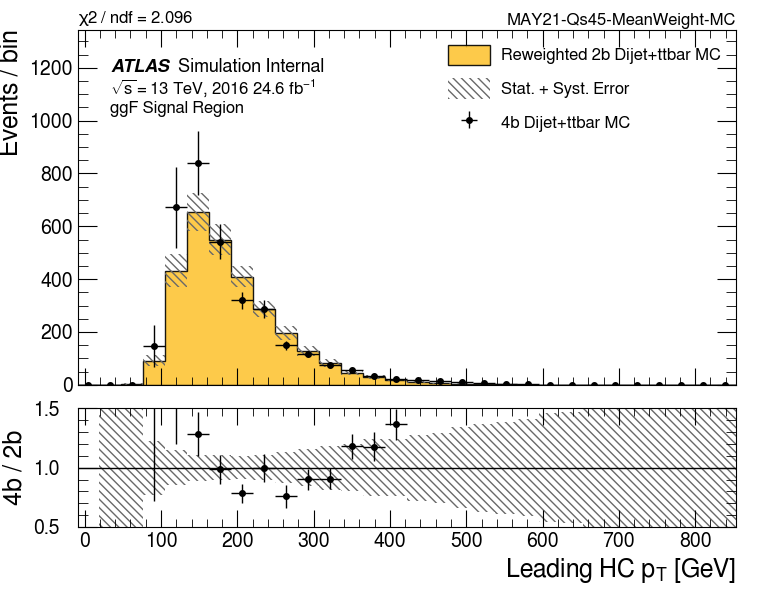 χ2 / ndf = 2.096 MAY21-Qs45-MeanWeight-MC
ATLAS Simulation Internal
√s = 13 TeV, 2016 24.6 fb⁻¹
ggF Signal Region
Reweighted 2b Dijet+ttbar MC
Stat. + Syst. Error
4b Dijet+ttbar MC
Events / bin
1200
1000
800
600
400
200
0
4b / 2b
1.5
1.0
0.5
0 100 200 300 400 500 600 700 800
Leading HC pT [GeV]